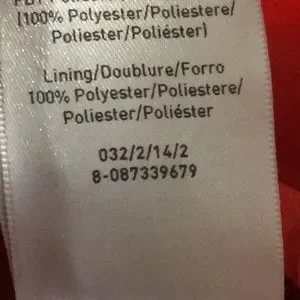 (100% Polyester/Poliestere/
Poliester/Poliéster)
Lining/Doublure/Forro
100% Polyester/Poliestere/
Poliester/Poliéster
032/2/14/2
8-087339679